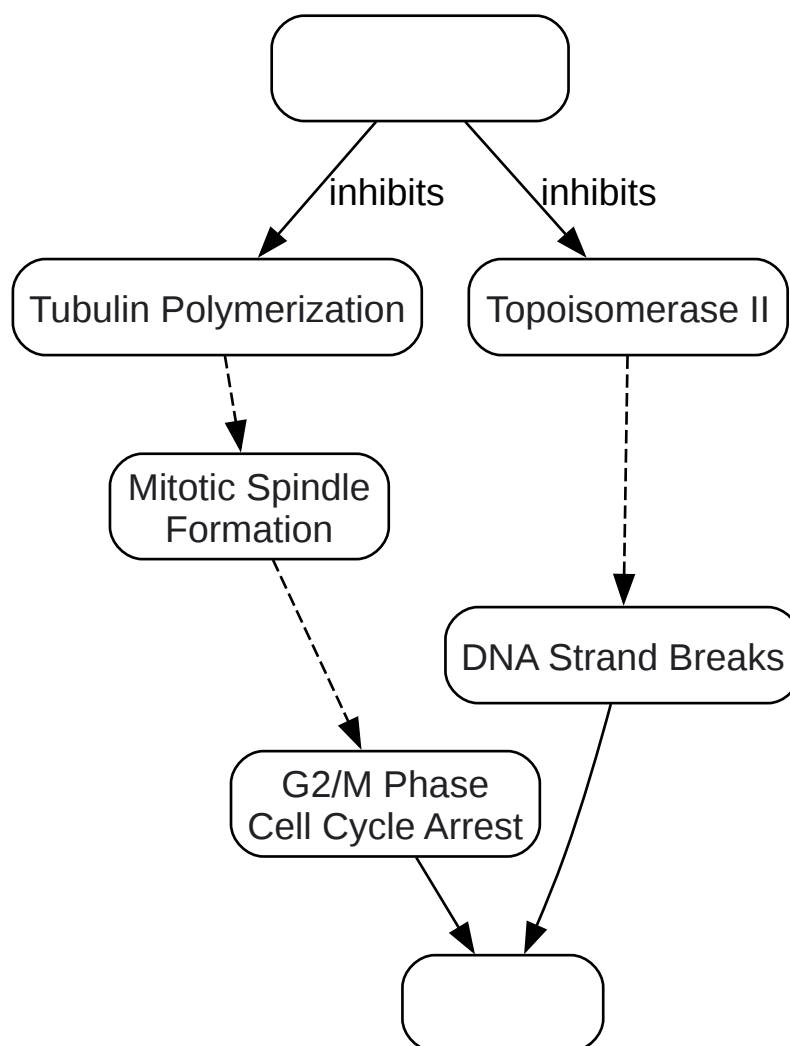 inhibits
inhibits
Tubulin Polymerization
Topoisomerase II
Mitotic Spindle
Formation
DNA Strand Breaks
G2/M Phase
Cell Cycle Arrest